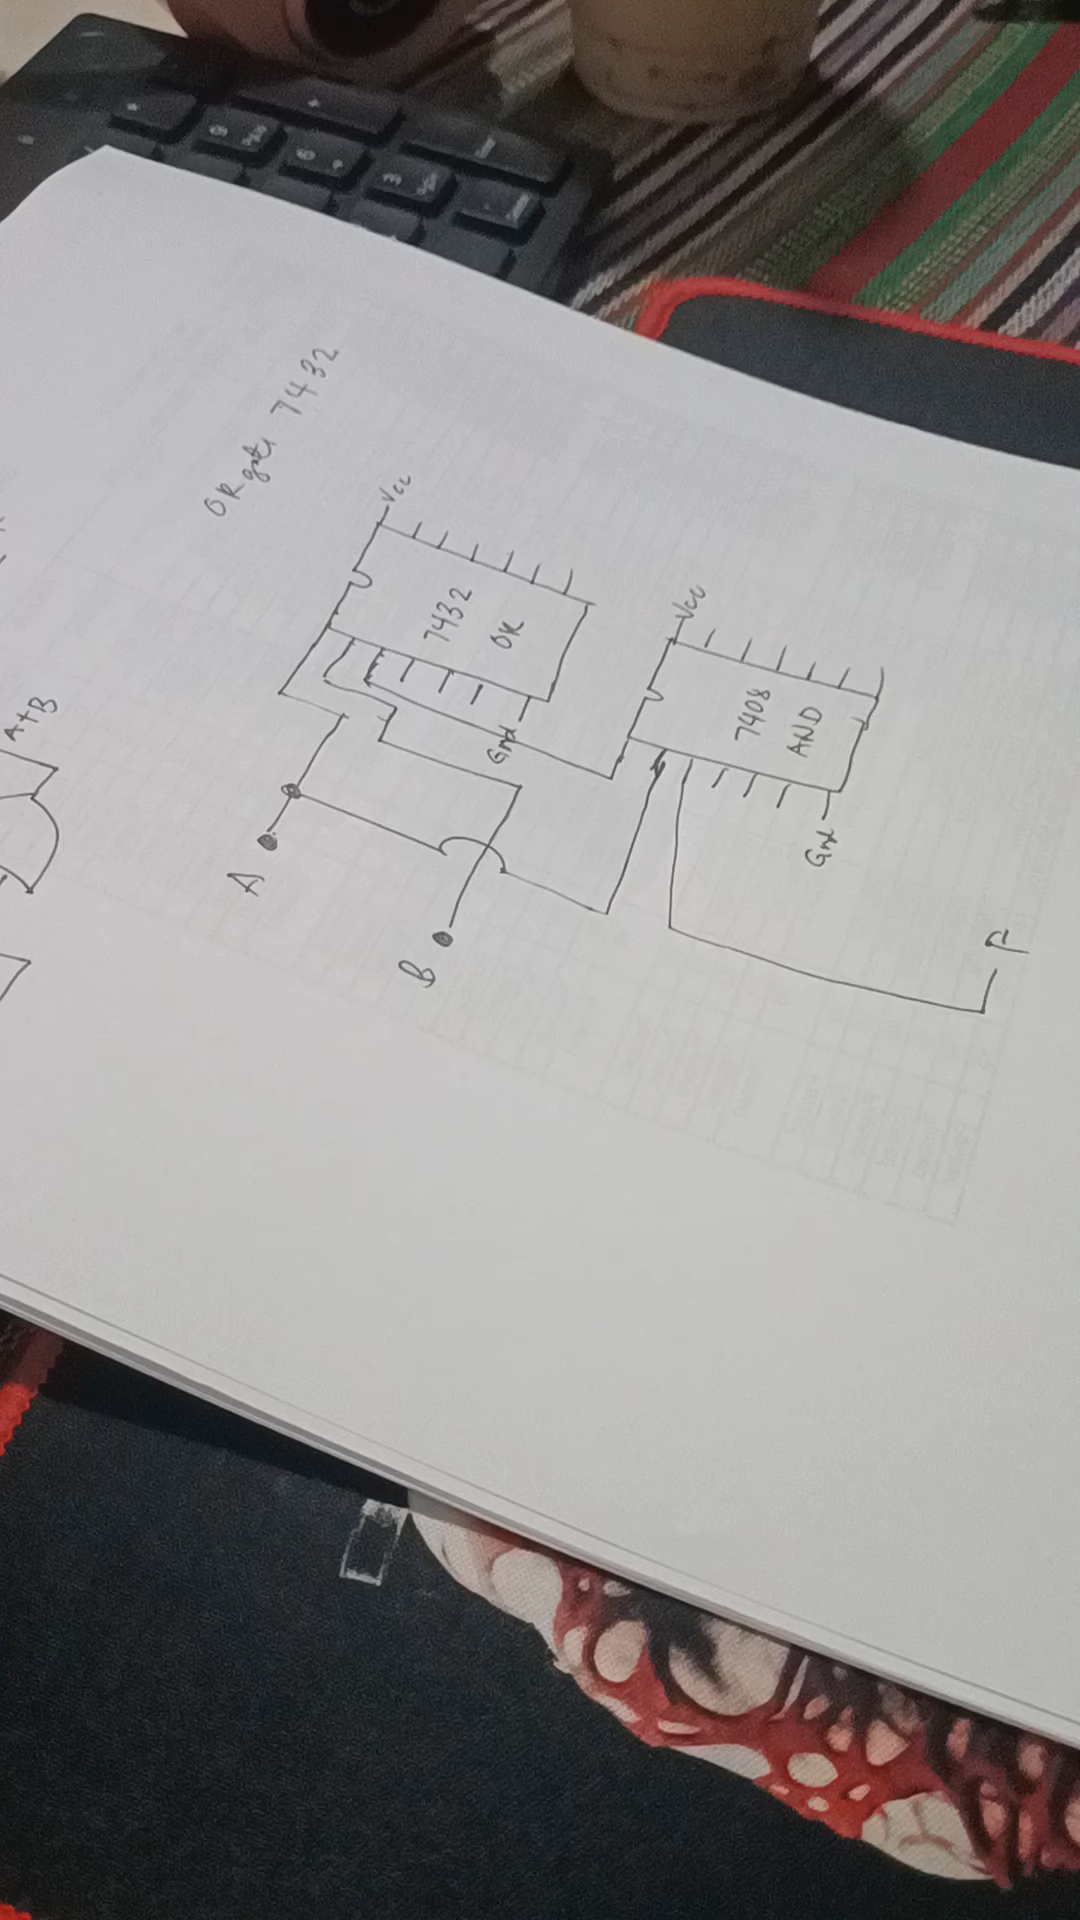 OR gate 7432
Vcc
7432
OR
Gnd
Vcc
7408
AND
Gnd
A
B
F
A+B